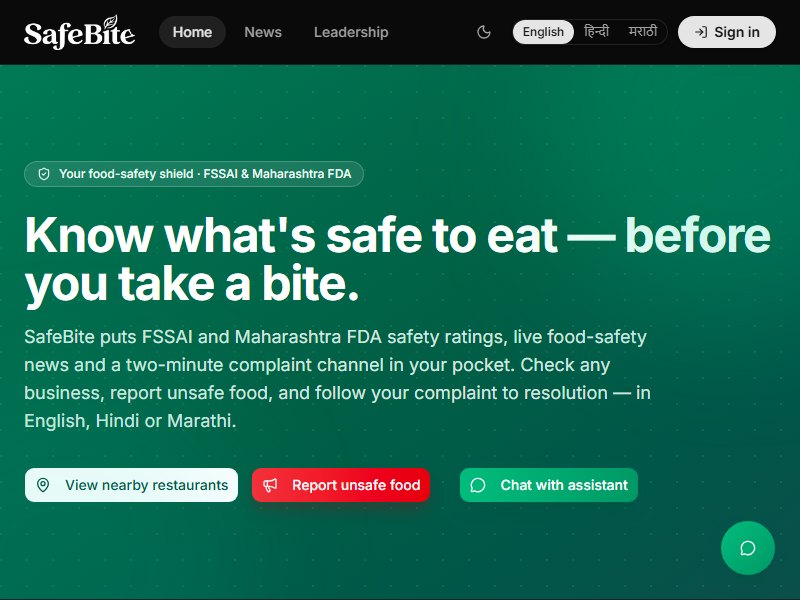 SafeBite
Home
News
Leadership
English
हिन्दी
मराठी
Sign in
Your food-safety shield · FSSAI & Maharashtra FDA
Know what's safe to eat — before
you take a bite.
SafeBite puts FSSAI and Maharashtra FDA safety ratings, live food-safety
news and a two-minute complaint channel in your pocket. Check any
business, report unsafe food, and follow your complaint to resolution — in
English, Hindi or Marathi.
View nearby restaurants
Report unsafe food
Chat with assistant